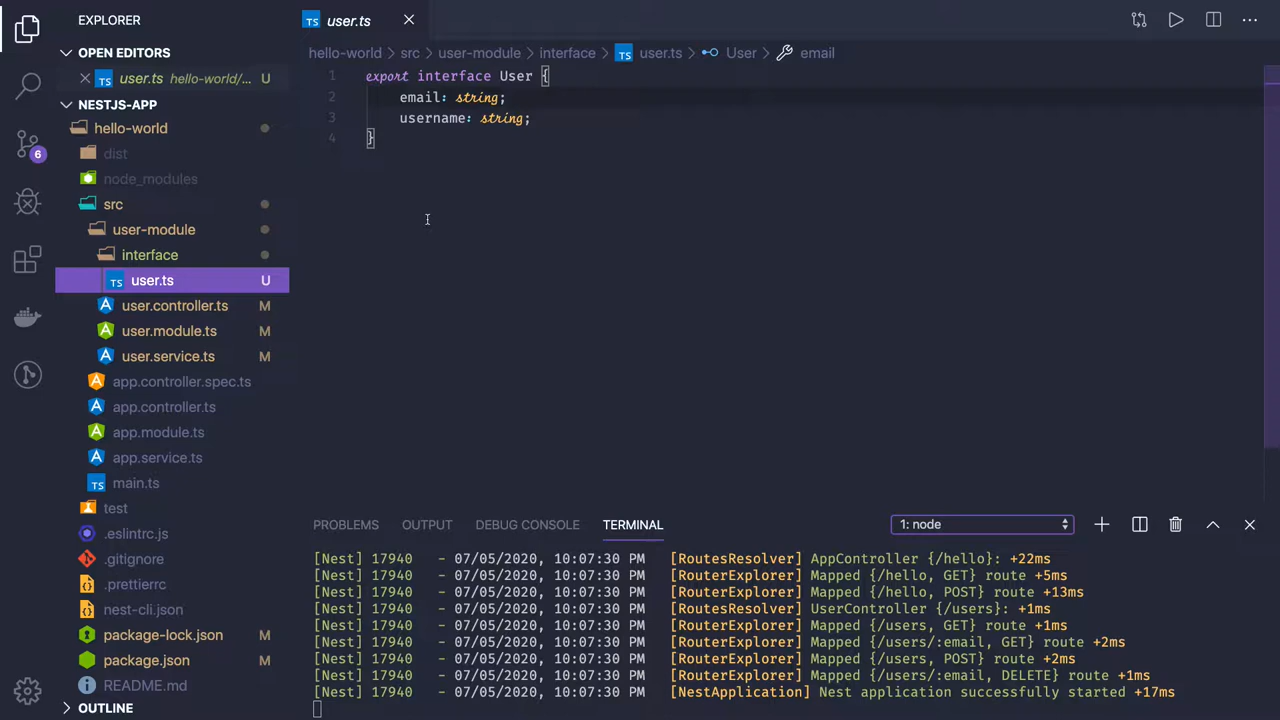 EXPLORER
OPEN EDITORS
TS user.ts hello-world/... U
NESTJS-APP
hello-world
dist
node_modules
src
user-module
interface
TS user.ts U
user.controller.ts M
user.module.ts M
user.service.ts M
app.controller.spec.ts
app.controller.ts
app.module.ts
app.service.ts
TS main.ts
test
.eslintrc.js
.gitignore
.prettierrc
nest-cli.json
package-lock.json M
package.json M
README.md
OUTLINE
6
TS user.ts
hello-world > src > user-module > interface > TS user.ts > User > email
1 export interface User {
2 email: string;
3 username: string;
4 }
PROBLEMS OUTPUT DEBUG CONSOLE TERMINAL 1: node
[Nest] 17940 - 07/05/2020, 10:07:30 PM [RoutesResolver] AppController {/hello}: +22ms
[Nest] 17940 - 07/05/2020, 10:07:30 PM [RouterExplorer] Mapped {/hello, GET} route +5ms
[Nest] 17940 - 07/05/2020, 10:07:30 PM [RouterExplorer] Mapped {/hello, POST} route +13ms
[Nest] 17940 - 07/05/2020, 10:07:30 PM [RoutesResolver] UserController {/users}: +1ms
[Nest] 17940 - 07/05/2020, 10:07:30 PM [RouterExplorer] Mapped {/users, GET} route +1ms
[Nest] 17940 - 07/05/2020, 10:07:30 PM [RouterExplorer] Mapped {/users/:email, GET} route +2ms
[Nest] 17940 - 07/05/2020, 10:07:30 PM [RouterExplorer] Mapped {/users, POST} route +2ms
[Nest] 17940 - 07/05/2020, 10:07:30 PM [RouterExplorer] Mapped {/users/:email, DELETE} route +1ms
[Nest] 17940 - 07/05/2020, 10:07:30 PM [NestApplication] Nest application successfully started +17ms